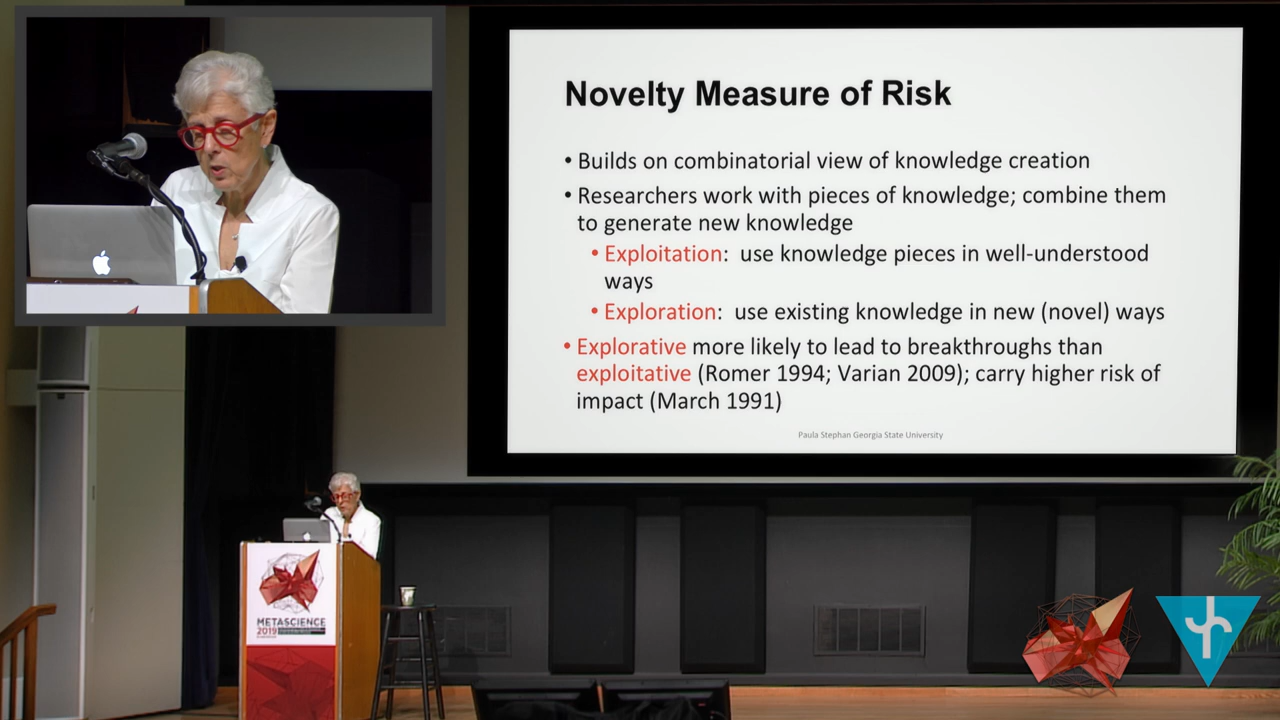 Novelty Measure of Risk
• Builds on combinatorial view of knowledge creation
• Researchers work with pieces of knowledge; combine them
to generate new knowledge
• Exploitation: use knowledge pieces in well-understood
ways
• Exploration: use existing knowledge in new (novel) ways
• Explorative more likely to lead to breakthroughs than
exploitative (Romer 1994; Varian 2009); carry higher risk of
impact (March 1991)
Paula Stephan Georgia State University
METASCIENCE
2019